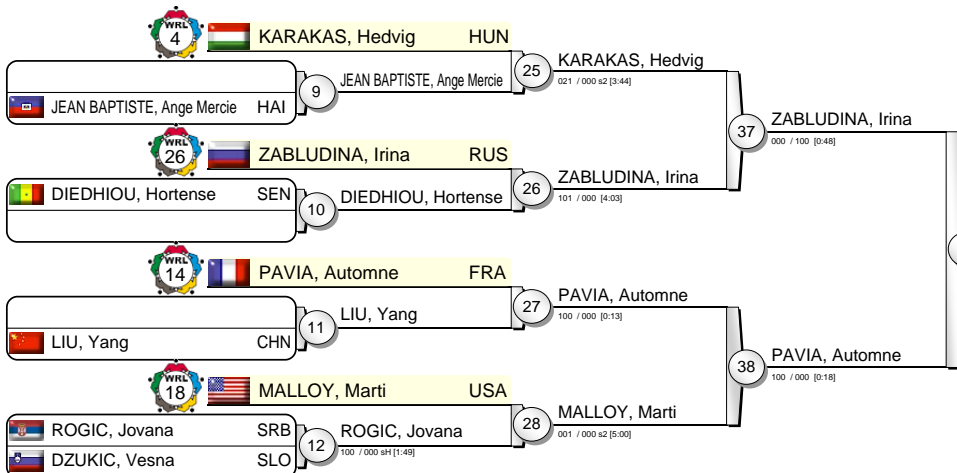 WRL
4
KARAKAS, Hedvig HUN
JEAN BAPTISTE, Ange Mercie HAI
9
JEAN BAPTISTE, Ange Mercie
25
KARAKAS, Hedvig
021 / 000 s2 [3:44]
37
ZABLUDINA, Irina
000 / 100 [0:48]
WRL
26
ZABLUDINA, Irina RUS
DIEDHIOU, Hortense SEN
10
DIEDHIOU, Hortense
26
ZABLUDINA, Irina
101 / 000 [4:03]
WRL
14
PAVIA, Automne FRA
LIU, Yang CHN
11
LIU, Yang
27
PAVIA, Automne
100 / 000 [0:13]
38
PAVIA, Automne
100 / 000 [0:18]
WRL
18
MALLOY, Marti USA
ROGIC, Jovana SRB
DZUKIC, Vesna SLO
12
ROGIC, Jovana
100 / 000 sH [1:49]
28
MALLOY, Marti
001 / 000 s2 [5:00]